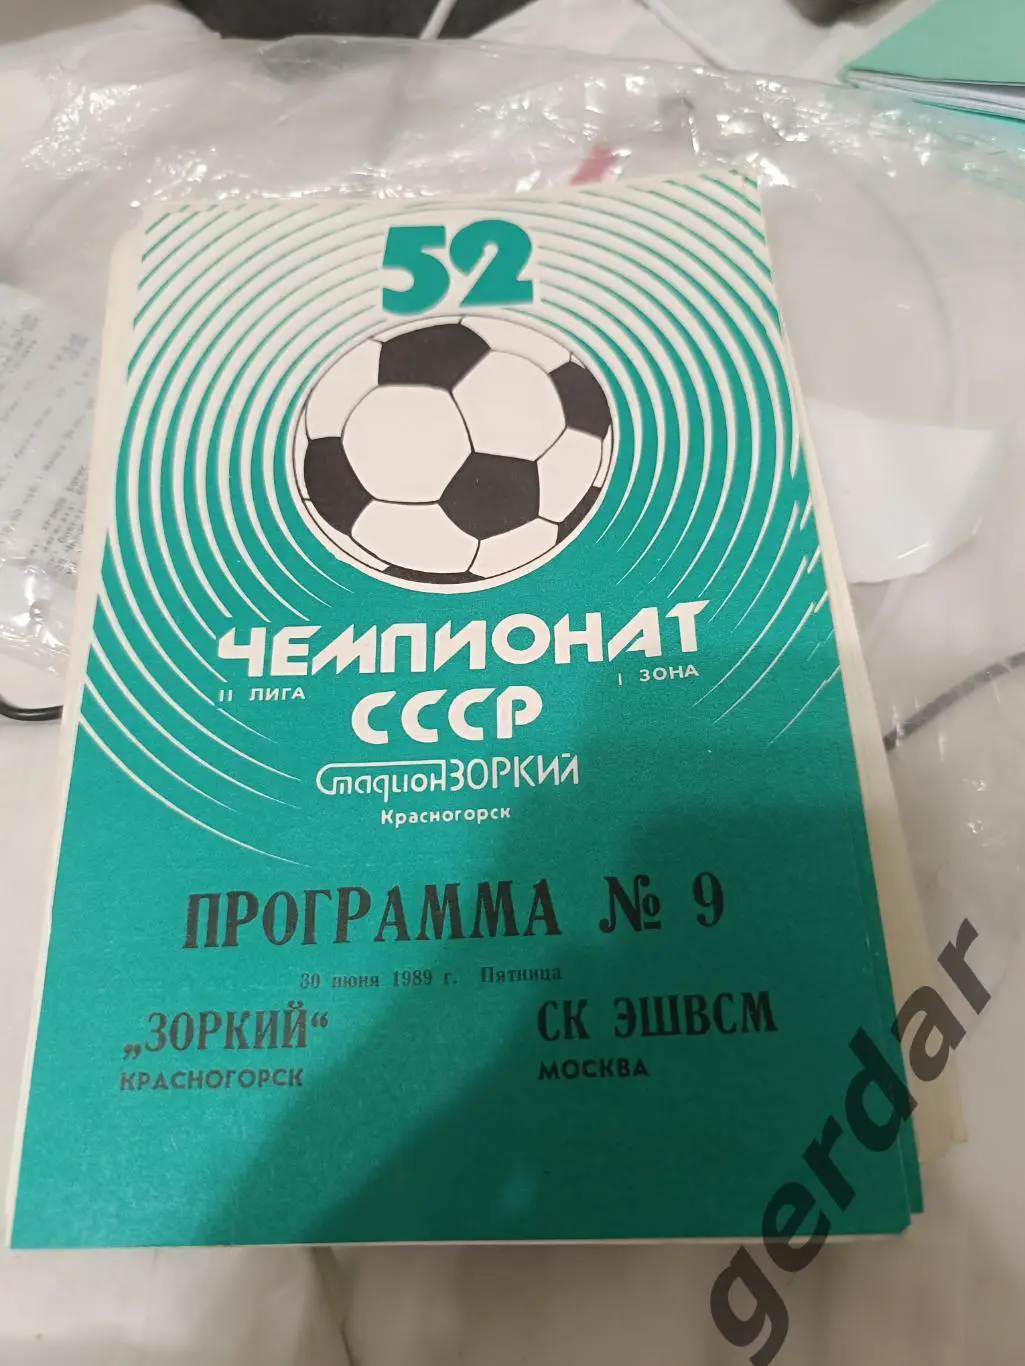 52
ЧЕМПИОНАТ
II ЛИГА
I ЗОНА
СССР
Стадион ЗОРКИЙ
Красногорск
ПРОГРАММА № 9
30 июня 1989 г. Пятница
„ЗОРКИЙ“ СК ЭШВСМ
КРАСНОГОРСК МОСКВА
gerdar